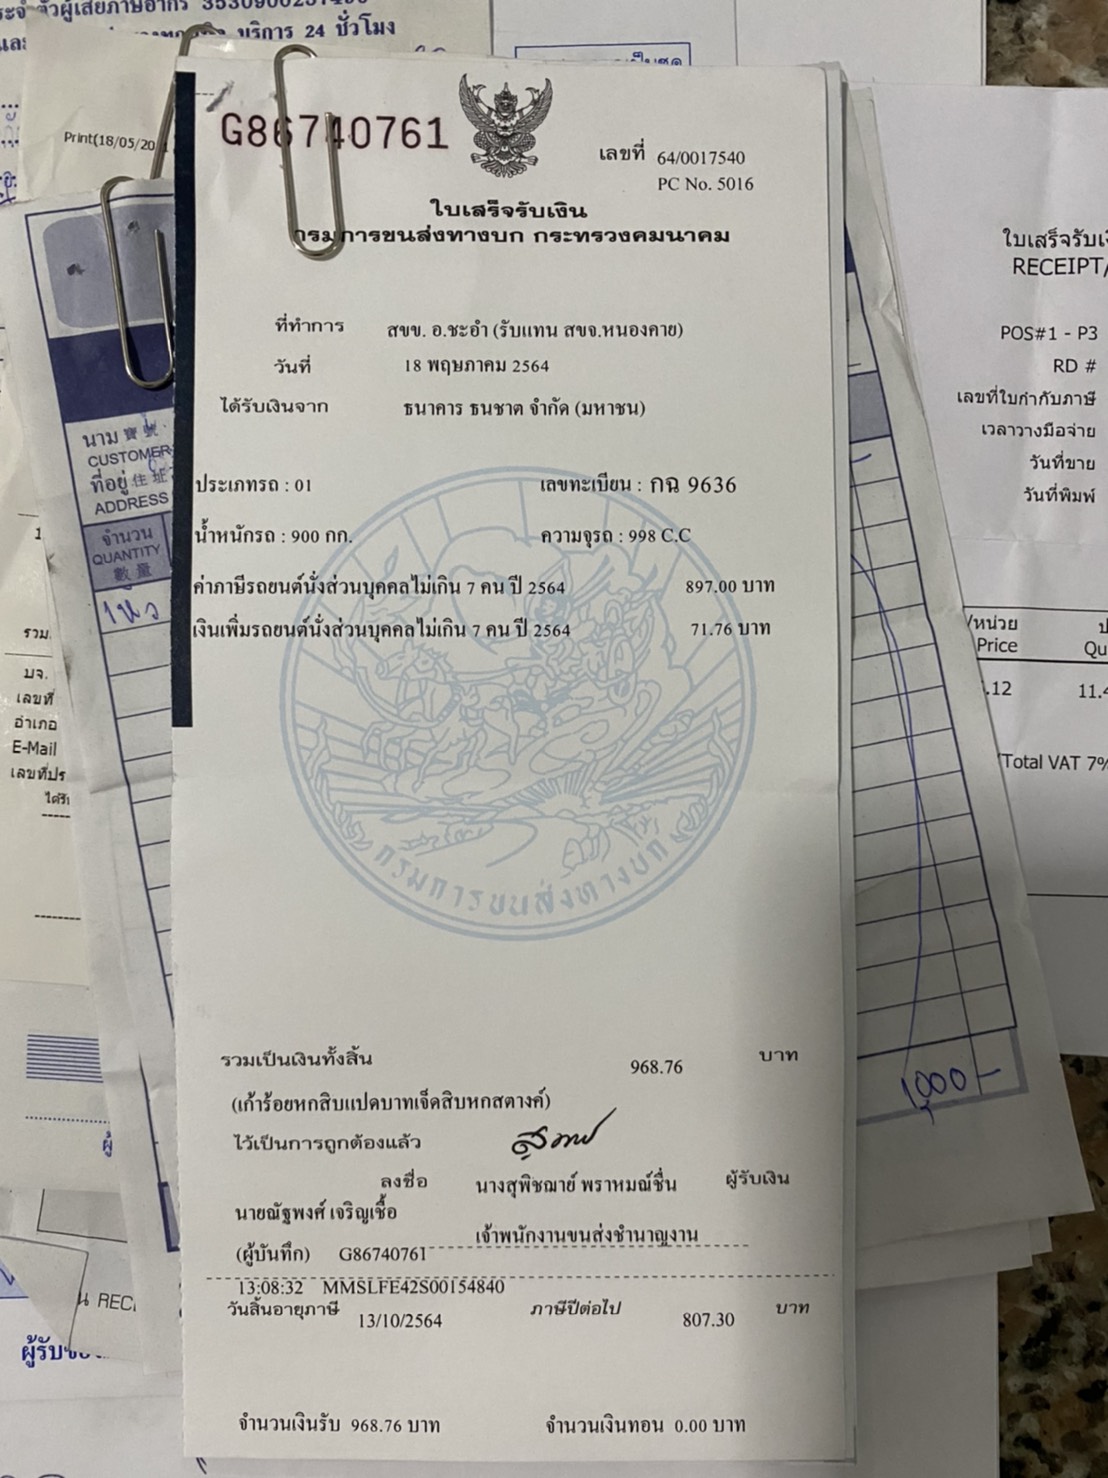 G86740761
เลขที่ 64/0017540
PC No. 5016
ใบเสร็จรับเงิน
กรมการขนส่งทางบก กระทรวงคมนาคม
ที่ทำการ สขข. อ.ชะอำ (รับแทน สขจ.หนองคาย)
วันที่ 18 พฤษภาคม 2564
ได้รับเงินจาก ธนาคาร ธนชาต จำกัด (มหาชน)
ประเภทรถ : 01 เลขทะเบียน : กฉ 9636
น้ำหนักรถ : 900 กก. ความจุรถ : 998 C.C
ค่าภาษีรถยนต์นั่งส่วนบุคคลไม่เกิน 7 คน ปี 2564 897.00 บาท
เงินเพิ่มรถยนต์นั่งส่วนบุคคลไม่เกิน 7 คน ปี 2564 71.76 บาท
กรมการขนส่งทางบก
รวมเป็นเงินทั้งสิ้น 968.76 บาท
(เก้าร้อยหกสิบแปดบาทเจ็ดสิบหกสตางค์)
ไว้เป็นการถูกต้องแล้ว
ลงชื่อ นางสุพิชฌาย์ พราหมณ์ชื่น ผู้รับเงิน
นายณัฐพงศ์ เจริญเชื้อ
เจ้าพนักงานขนส่งชำนาญงาน
(ผู้บันทึก) G86740761
13:08:32 MMSLFE42S00154840
วันสิ้นอายุภาษี 13/10/2564 ภาษีปีต่อไป 807.30 บาท
จำนวนเงินรับ 968.76 บาท จำนวนเงินทอน 0.00 บาท
บริการ 24 ชั่วโมง
Print(18/05/20
นาม 寶號
CUSTOMER
ที่อยู่ 住址
ADDRESS
จำนวน
QUANTITY
數量
1,000 -
รวม
บจ.
เลขที่
อำเภอ
E-Mail
RECEIPT/
POS#1 - P3
RD #
เลขที่ใบกำกับภาษี
เวลาวางมือจ่าย
วันที่ขาย
วันที่พิมพ์
/หน่วย
Price
.12
Total VAT 7%